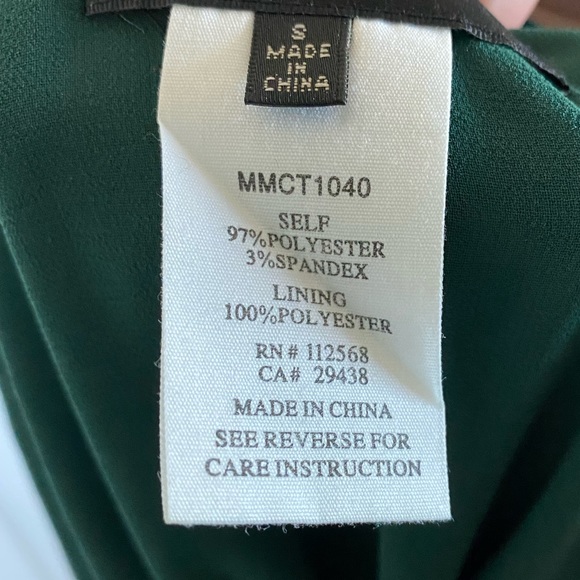 S
MADE
IN
CHINA
MMCT1040
SELF
97%POLYESTER
3%SPANDEX
LINING
100%POLYESTER
RN# 112568
CA# 29438
MADE IN CHINA
SEE REVERSE FOR
CARE INSTRUCTION